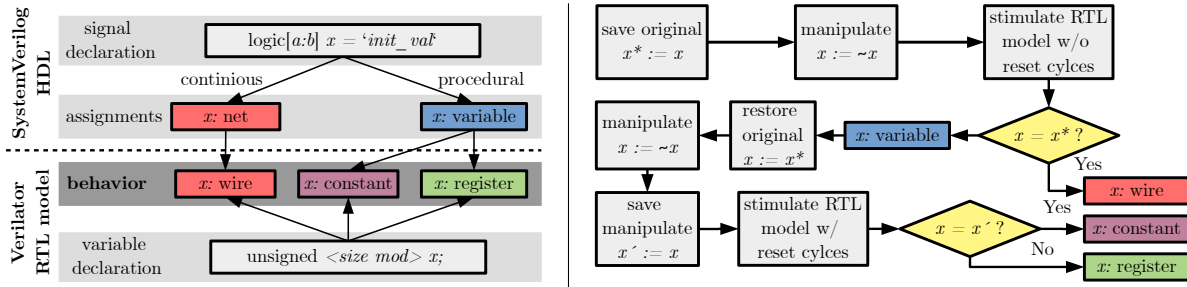 SystemVerilog
HDL
signal
declaration
logic[a:b] x = ‘init_val‘
continious
procedural
assignments
x: net
x: variable
Verilator
RTL model
behavior
x: wire
x: constant
x: register
variable
declaration
unsigned <size mod> x;
save original
x* := x
manipulate
x := ~x
stimulate RTL
model w/o
reset cylces
x = x* ?
Yes
x: wire
x: variable
restore
original
x := x*
manipulate
x := ~x
save
manipulate
x´ := x
stimulate RTL
model w/
reset cylces
x = x´ ?
Yes
x: constant
No
x: register